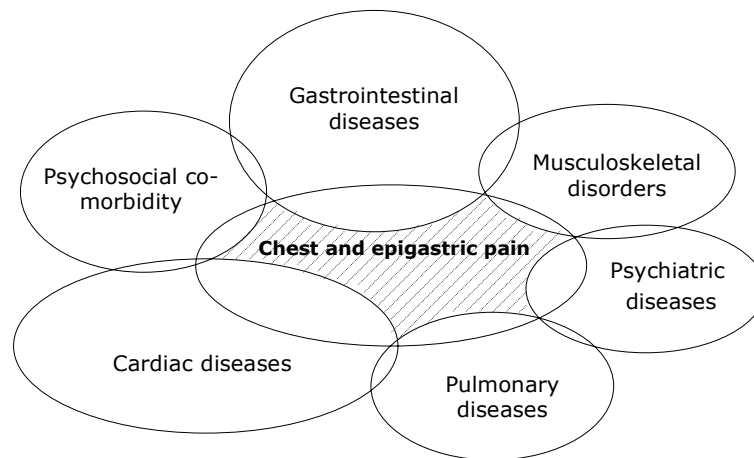 Gastrointestinal
diseases
Musculoskeletal
disorders
Psychosocial co-
morbidity
Chest and epigastric pain
Psychiatric
diseases
Cardiac diseases
Pulmonary
diseases